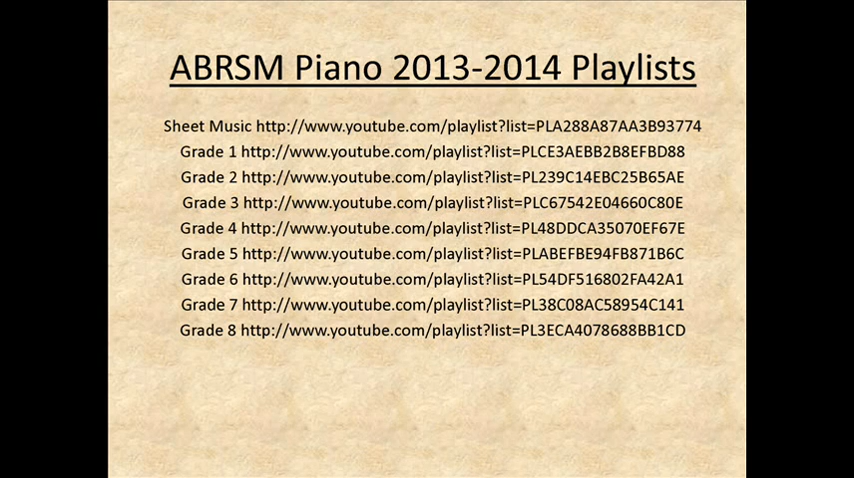 ABRSM Piano 2013-2014 Playlists
Sheet Music http://www.youtube.com/playlist?list=PLA288A87AA3B93774
Grade 1 http://www.youtube.com/playlist?list=PLCE3AEBB2B8EFBD88
Grade 2 http://www.youtube.com/playlist?list=PL239C14EBC25B65AE
Grade 3 http://www.youtube.com/playlist?list=PLC67542E04660C80E
Grade 4 http://www.youtube.com/playlist?list=PL48DDCA35070EF67E
Grade 5 http://www.youtube.com/playlist?list=PLABEFBE94FB871B6C
Grade 6 http://www.youtube.com/playlist?list=PL54DF516802FA42A1
Grade 7 http://www.youtube.com/playlist?list=PL38C08AC58954C141
Grade 8 http://www.youtube.com/playlist?list=PL3ECA4078688BB1CD